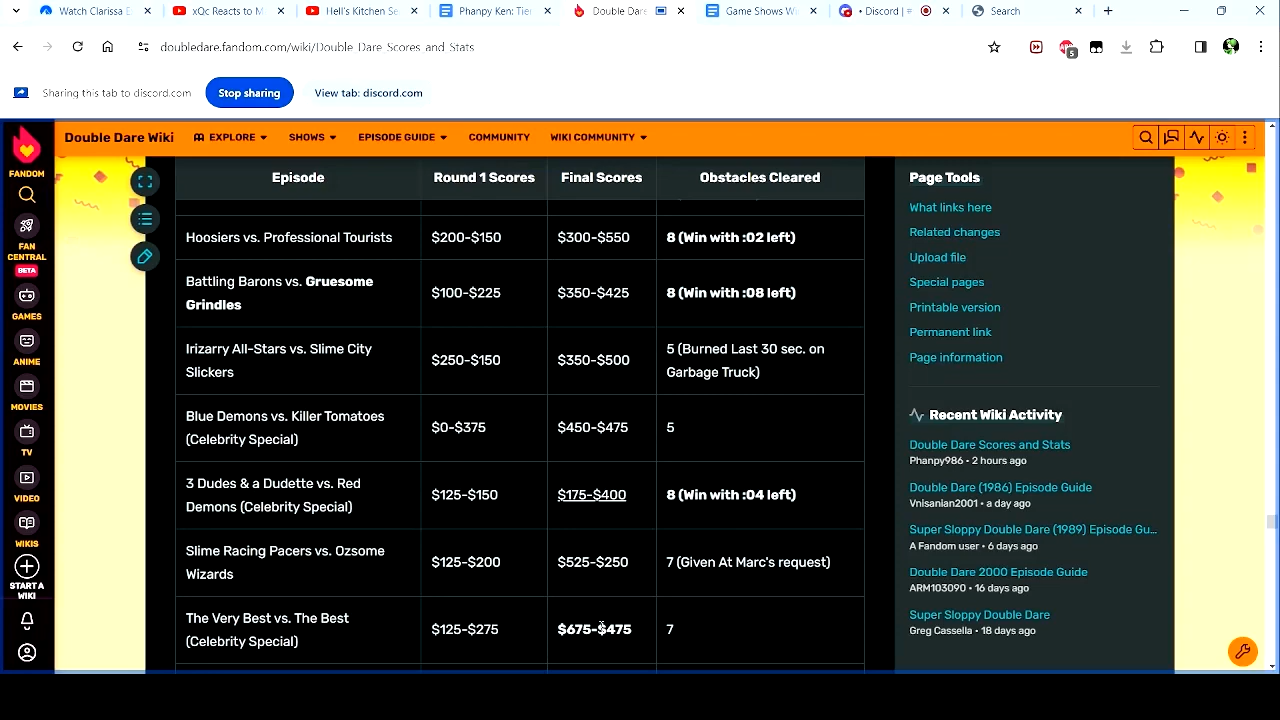 Watch Clarissa E
xQc Reacts to M
Hell's Kitchen Se
Phanpy Ken: Tier
Double Dare
Game Shows Wi
• Discord | #
Search
doubledare.fandom.com/wiki/Double_Dare_Scores_and_Stats
5
Sharing this tab to discord.com
Stop sharing
View tab: discord.com
Double Dare Wiki
EXPLORE
SHOWS
EPISODE GUIDE
COMMUNITY
WIKI COMMUNITY
FANDOM
FAN CENTRAL
BETA
GAMES
ANIME
MOVIES
TV
VIDEO
WIKIS
START A WIKI
Episode
Round 1 Scores
Final Scores
Obstacles Cleared
Hoosiers vs. Professional Tourists
$200-$150
$300-$550
8 (Win with :02 left)
Battling Barons vs. Gruesome
Grindles
$100-$225
$350-$425
8 (Win with :08 left)
Irizarry All-Stars vs. Slime City
Slickers
$250-$150
$350-$500
5 (Burned Last 30 sec. on
Garbage Truck)
Blue Demons vs. Killer Tomatoes
(Celebrity Special)
$0-$375
$450-$475
5
3 Dudes & a Dudette vs. Red
Demons (Celebrity Special)
$125-$150
$175-$400
8 (Win with :04 left)
Slime Racing Pacers vs. Ozsome
Wizards
$125-$200
$525-$250
7 (Given At Marc's request)
The Very Best vs. The Best
(Celebrity Special)
$125-$275
$675-$475
7
Page Tools
What links here
Related changes
Upload file
Special pages
Printable version
Permanent link
Page information
Recent Wiki Activity
Double Dare Scores and Stats
Phanpy986 • 2 hours ago
Double Dare (1986) Episode Guide
Vnisanian2001 • a day ago
Super Sloppy Double Dare (1989) Episode Gu...
A Fandom user • 6 days ago
Double Dare 2000 Episode Guide
ARM103090 • 16 days ago
Super Sloppy Double Dare
Greg Cassella • 18 days ago